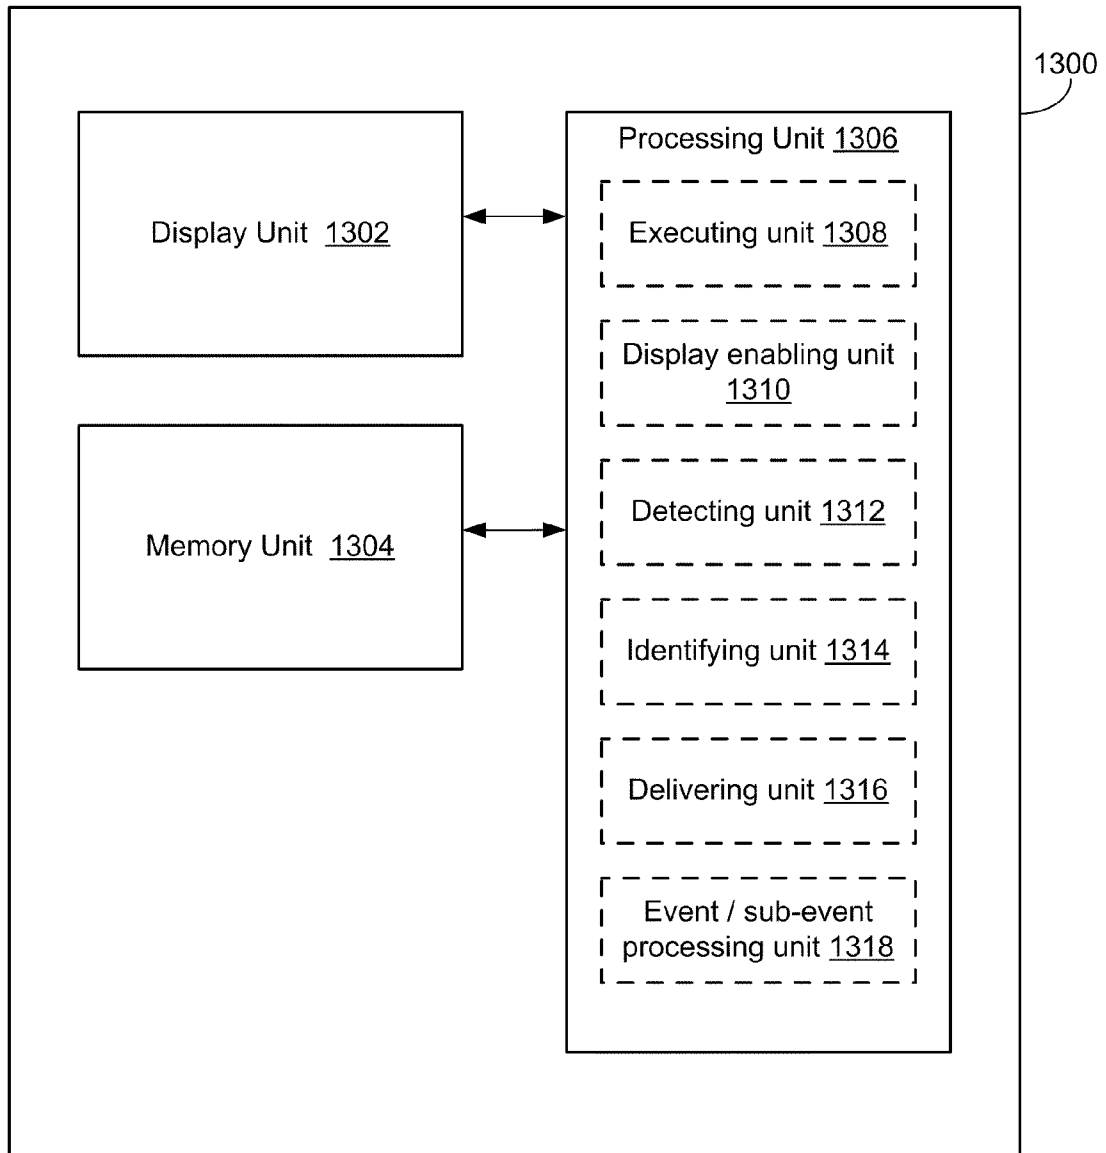 1300
Display Unit 1302
Memory Unit 1304
Processing Unit 1306
Executing unit 1308
Display enabling unit
1310
Detecting unit 1312
Identifying unit 1314
Delivering unit 1316
Event / sub-event
processing unit 1318